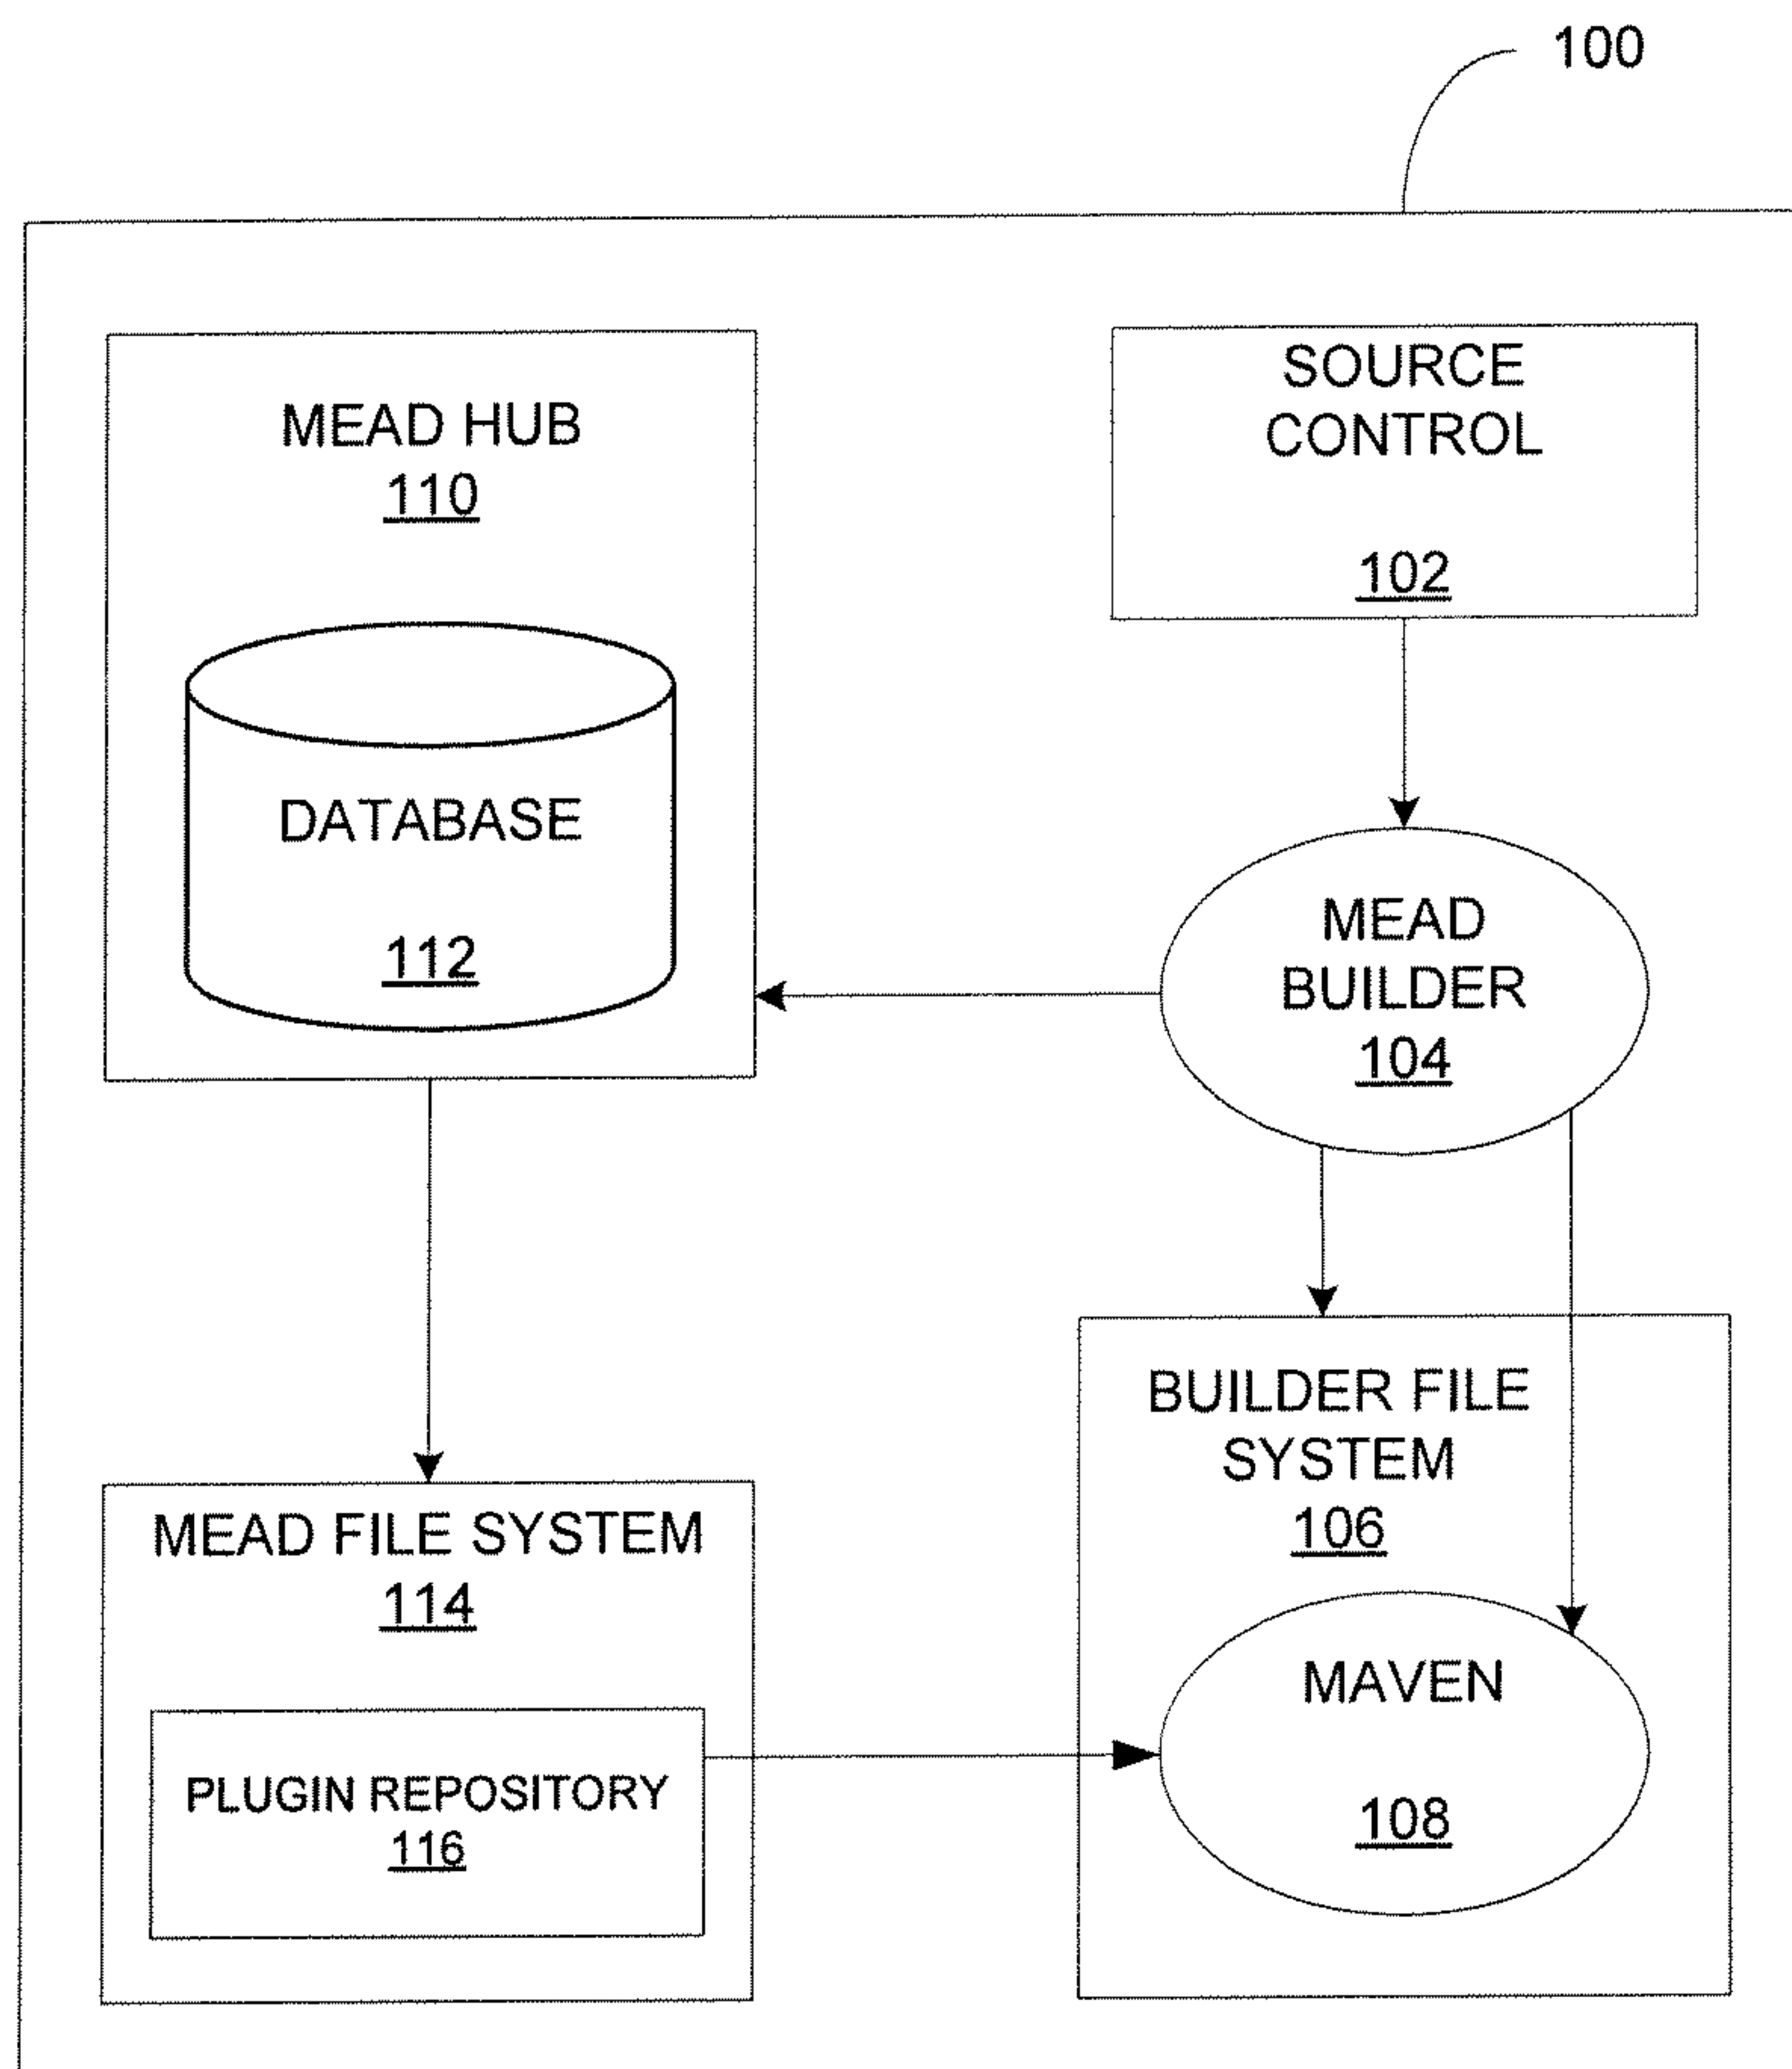 100
MEAD HUB
110
DATABASE
112
SOURCE
CONTROL
102
MEAD
BUILDER
104
BUILDER FILE
SYSTEM
106
MAVEN
108
MEAD FILE SYSTEM
114
PLUGIN REPOSITORY
116